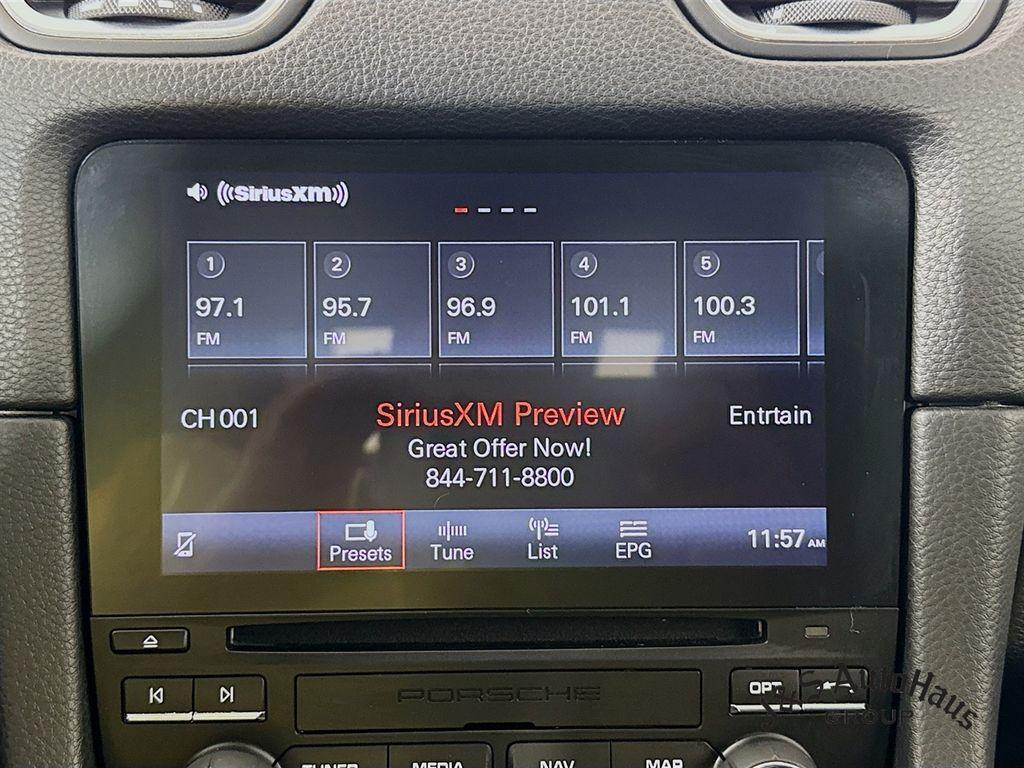 ((SiriusXM))
1 2 3 4 5
97.1 95.7 96.9 101.1 100.3
FM FM FM FM FM
CH 001 SiriusXM Preview Entrtain
Great Offer Now!
844-711-8800
Presets Tune List EPG 11:57 AM
PORSCHE
OPT
AutoHaus
GROUP
TUNER MEDIA NAV MAP